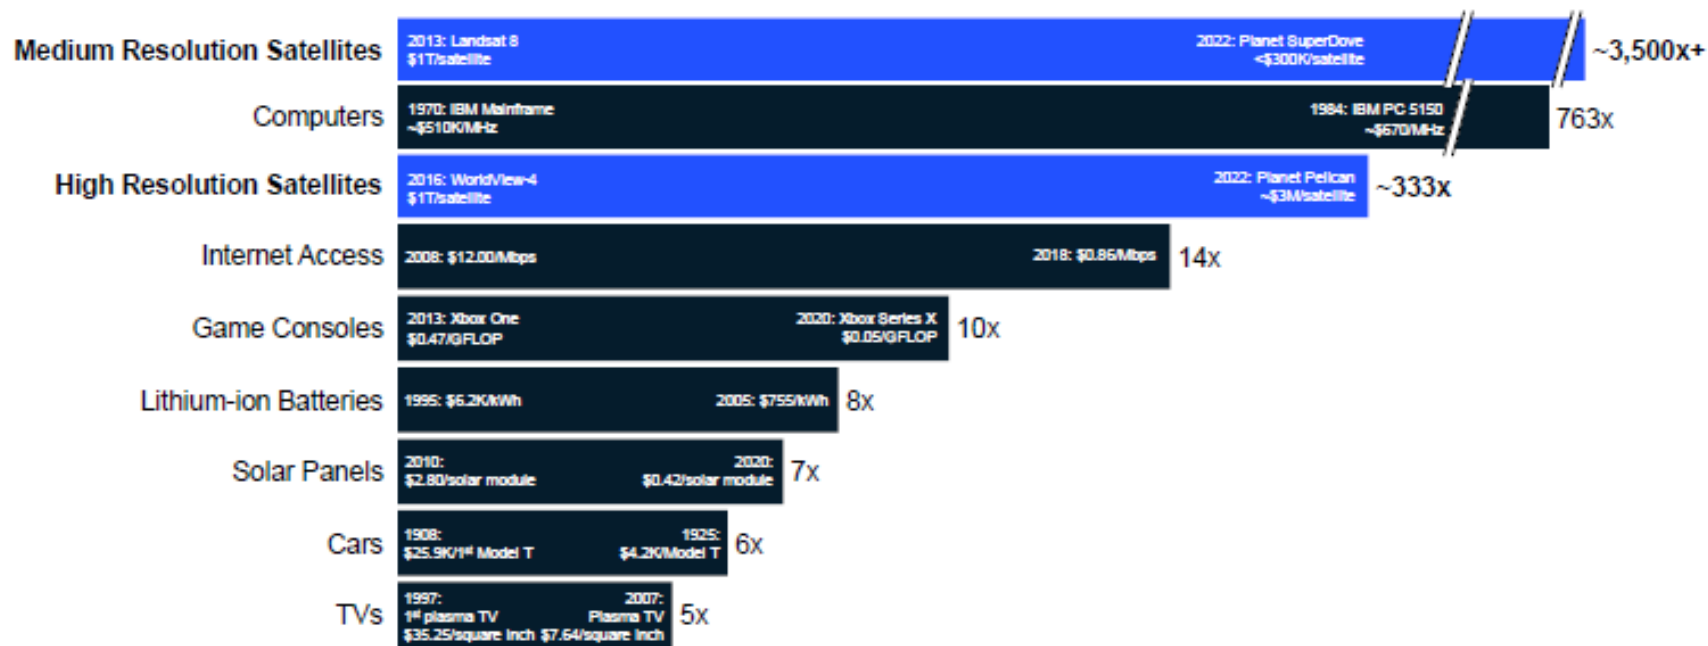 Medium Resolution Satellites
2013: Landsat 8
$1T/satellite
2022: Planet SuperDove
<$300K/satellite
~3,500x+
Computers
1970: IBM Mainframe
~$510K/MHz
1984: IBM PC 5150
~$670/MHz
763x
High Resolution Satellites
2016: WorldView-4
$1T/satellite
2022: Planet Pelican
~$3M/satellite
~333x
Internet Access
2008: $12.00/Mbps
2018: $0.86/Mbps
14x
Game Consoles
2013: Xbox One
$0.47/GFLOP
2020: Xbox Series X
$0.05/GFLOP
10x
Lithium-ion Batteries
1995: $6.2K/kWh
2005: $755/kWh
8x
Solar Panels
2010:
$2.80/solar module
2020:
$0.42/solar module
7x
Cars
1908:
$25.9K/1st Model T
1925:
$4.2K/Model T
6x
TVs
1997:
1st plasma TV
$35.25/square inch
2007:
Plasma TV
$7.64/square inch
5x